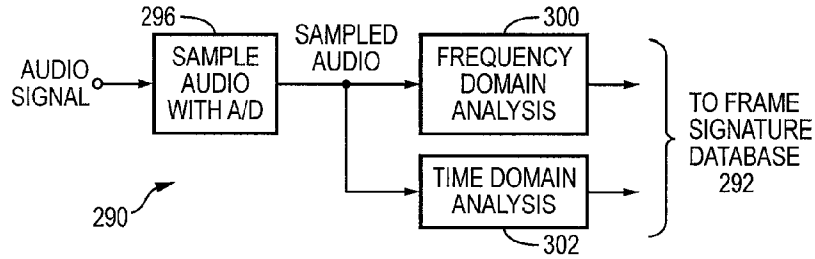 296
SAMPLE
AUDIO
WITH A/D
AUDIO
SIGNAL
SAMPLED
AUDIO
300
FREQUENCY
DOMAIN
ANALYSIS
TIME DOMAIN
ANALYSIS
302
290
TO FRAME
SIGNATURE
DATABASE
292